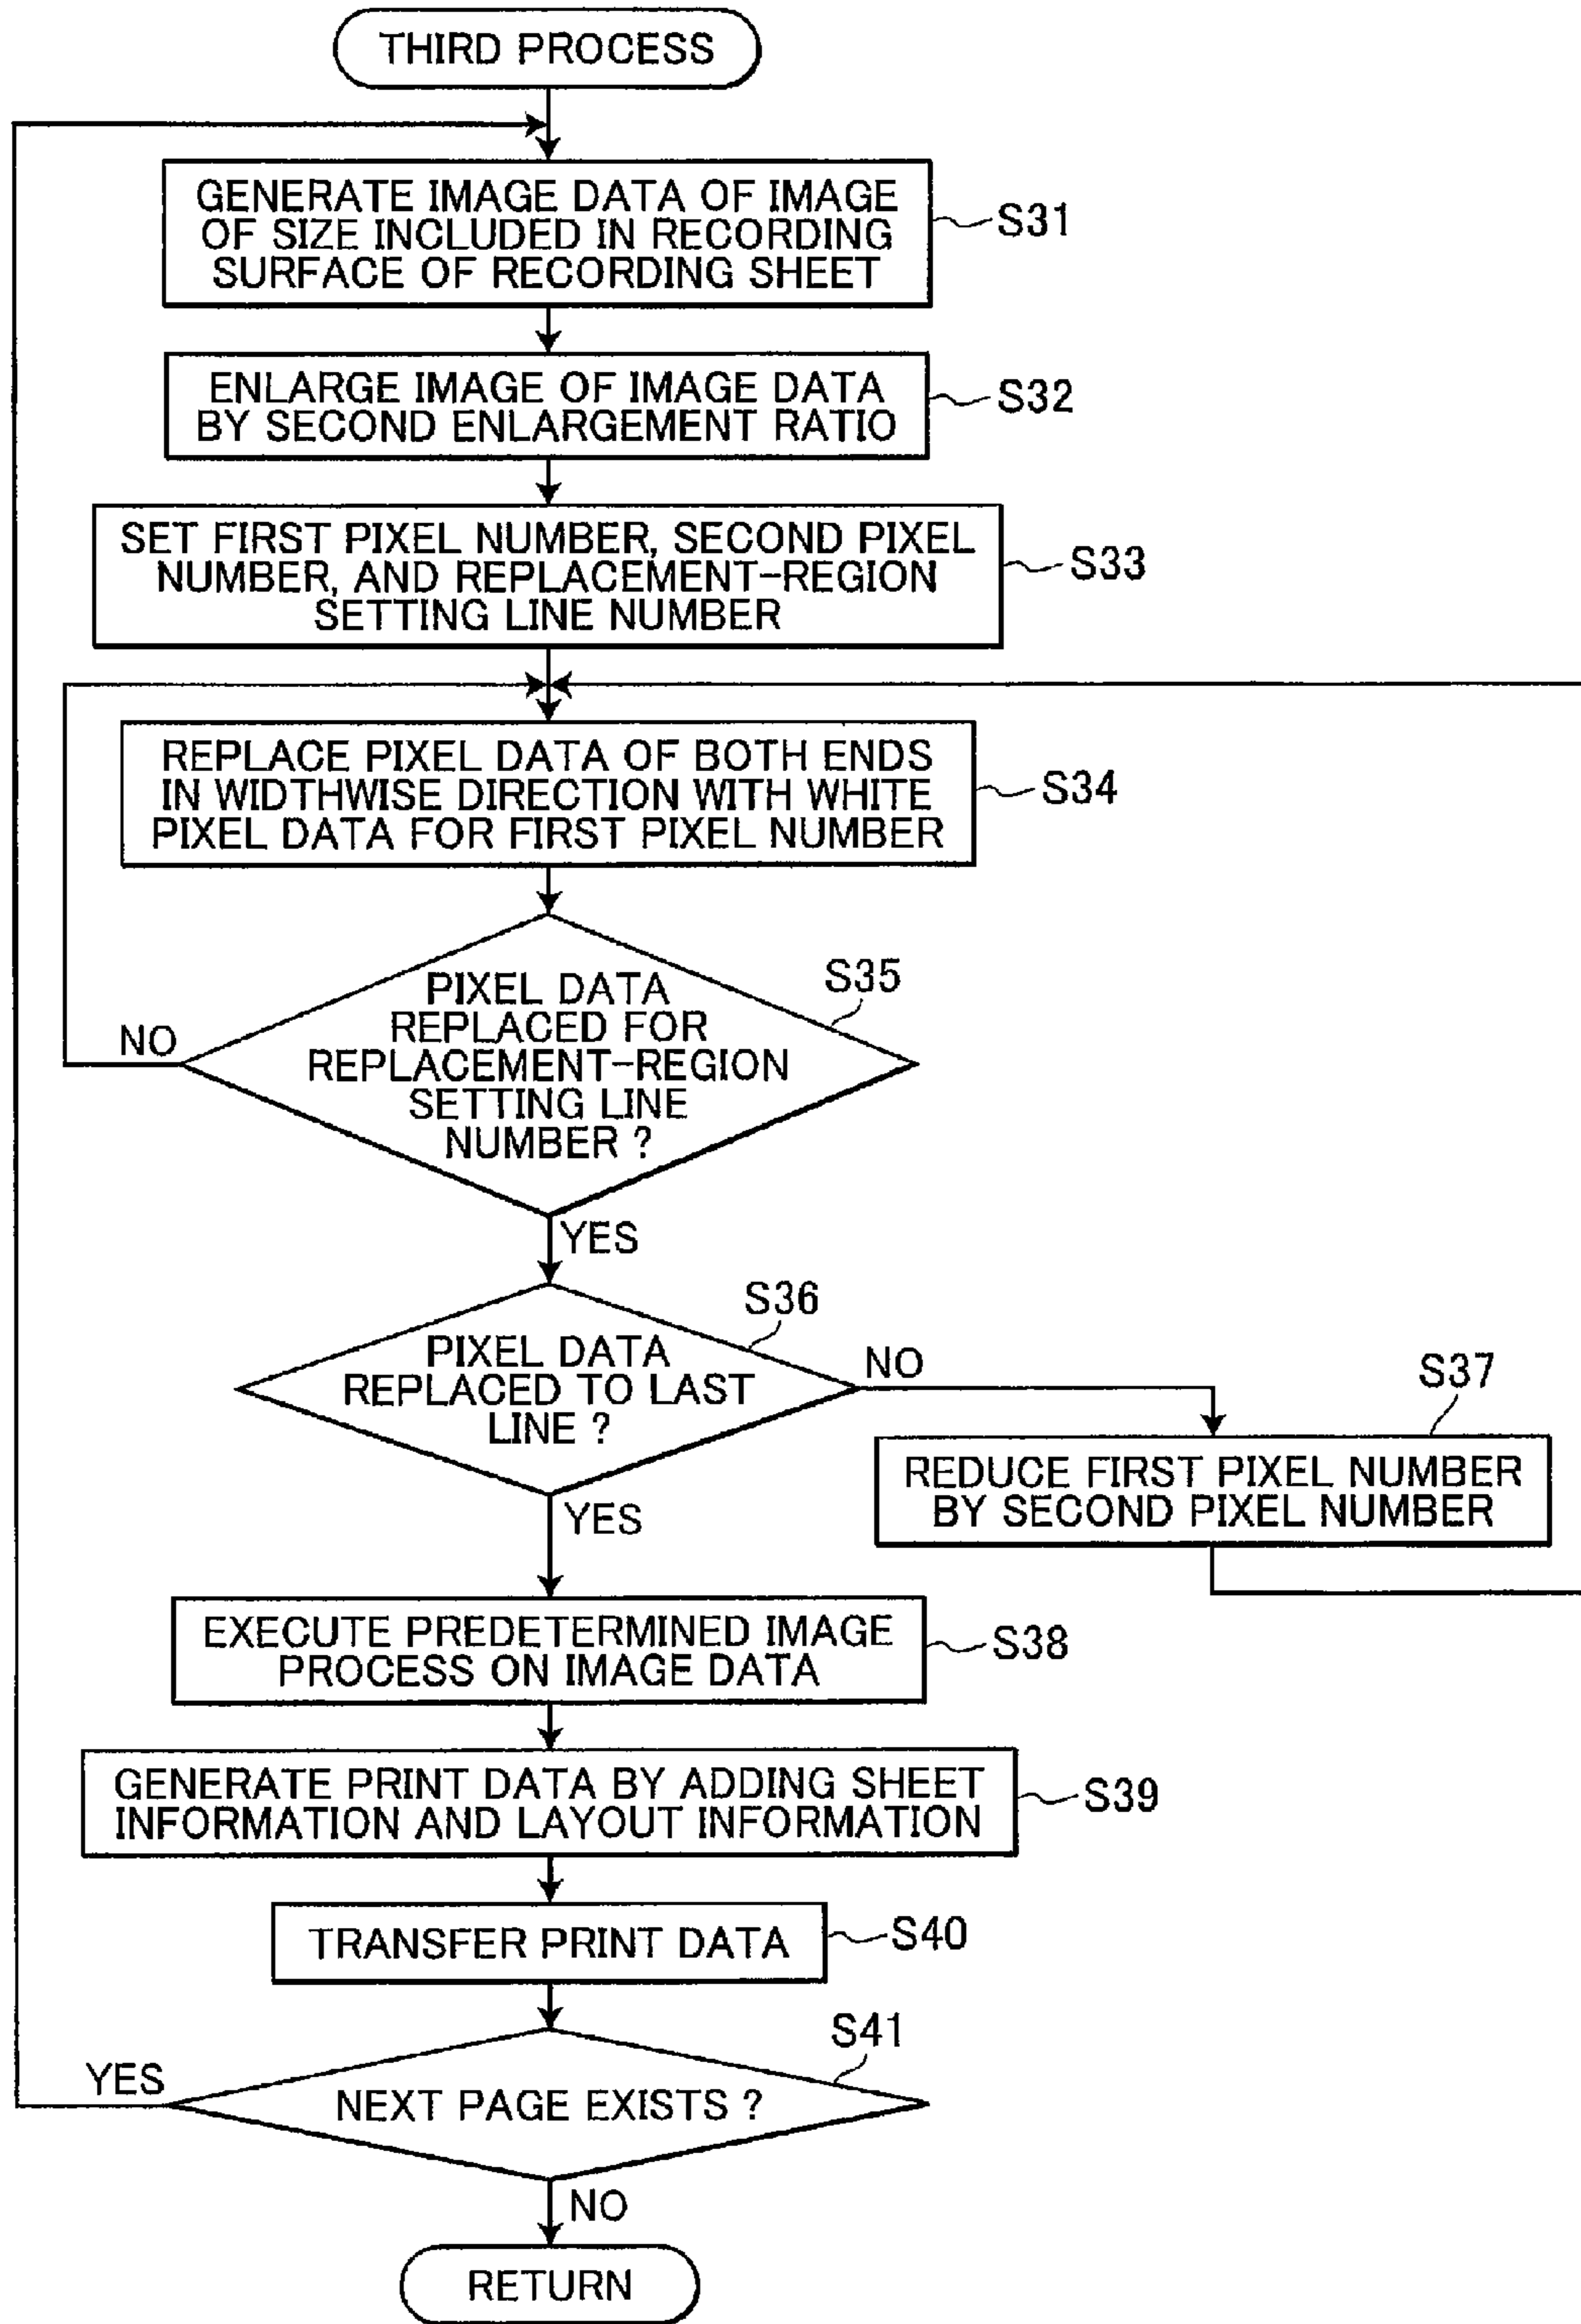 THIRD PROCESS
GENERATE IMAGE DATA OF IMAGE
OF SIZE INCLUDED IN RECORDING
SURFACE OF RECORDING SHEET
S31
ENLARGE IMAGE OF IMAGE DATA
BY SECOND ENLARGEMENT RATIO
S32
SET FIRST PIXEL NUMBER, SECOND PIXEL
NUMBER, AND REPLACEMENT-REGION
SETTING LINE NUMBER
S33
REPLACE PIXEL DATA OF BOTH ENDS
IN WIDTHWISE DIRECTION WITH WHITE
PIXEL DATA FOR FIRST PIXEL NUMBER
S34
PIXEL DATA
REPLACED FOR
REPLACEMENT-REGION
SETTING LINE
NUMBER ?
S35
NO
YES
PIXEL DATA
REPLACED TO LAST
LINE ?
S36
NO
YES
REDUCE FIRST PIXEL NUMBER
BY SECOND PIXEL NUMBER
S37
EXECUTE PREDETERMINED IMAGE
PROCESS ON IMAGE DATA
S38
GENERATE PRINT DATA BY ADDING SHEET
INFORMATION AND LAYOUT INFORMATION
S39
TRANSFER PRINT DATA
S40
NEXT PAGE EXISTS ?
S41
YES
NO
RETURN